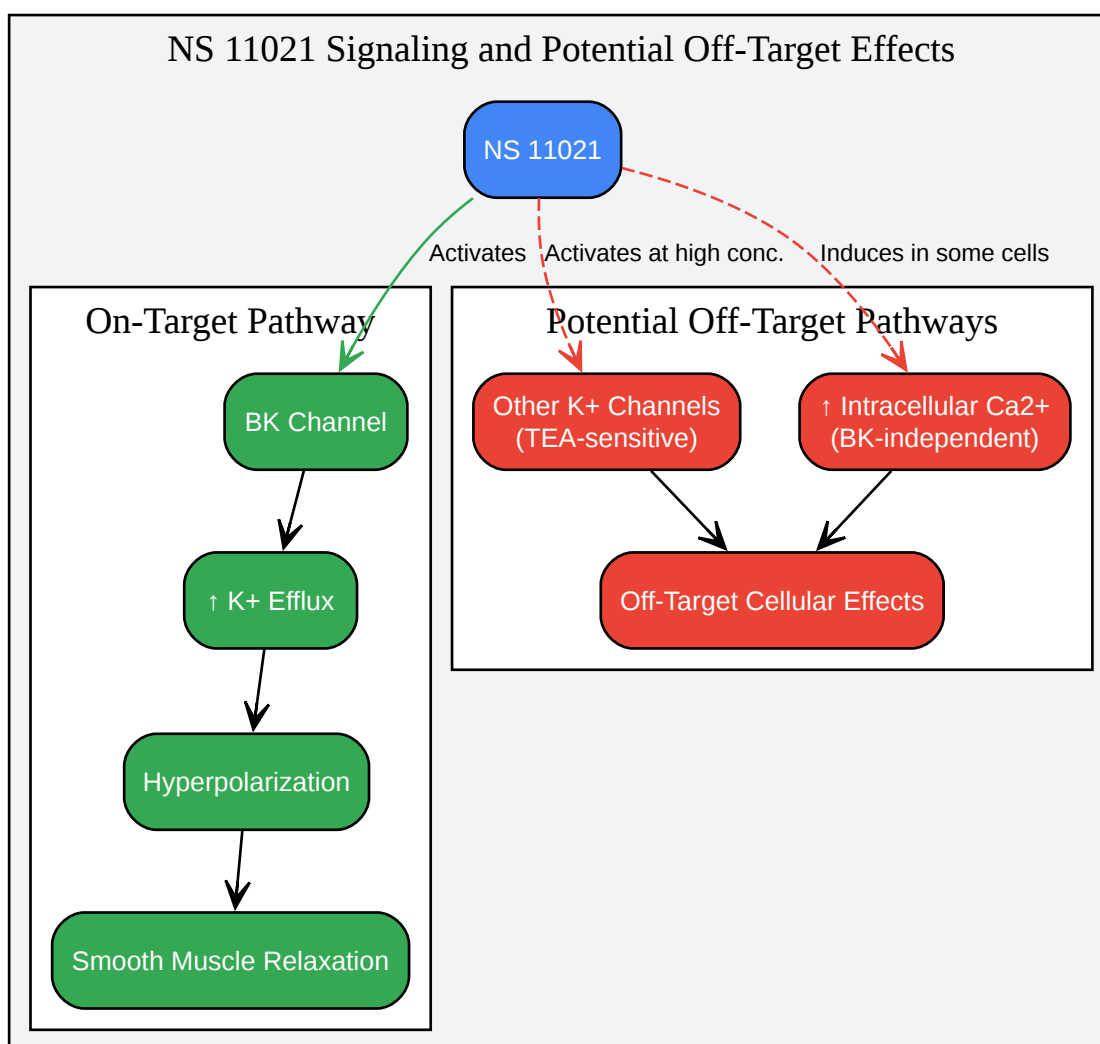 NS 11021 Signaling and Potential Off-Target Effects
NS 11021
Activates
Activates at high conc.
Induces in some cells
On-Target Pathway
BK Channel
↑ K+ Efflux
Hyperpolarization
Smooth Muscle Relaxation
Potential Off-Target Pathways
Other K+ Channels
(TEA-sensitive)
↑ Intracellular Ca2+
(BK-independent)
Off-Target Cellular Effects